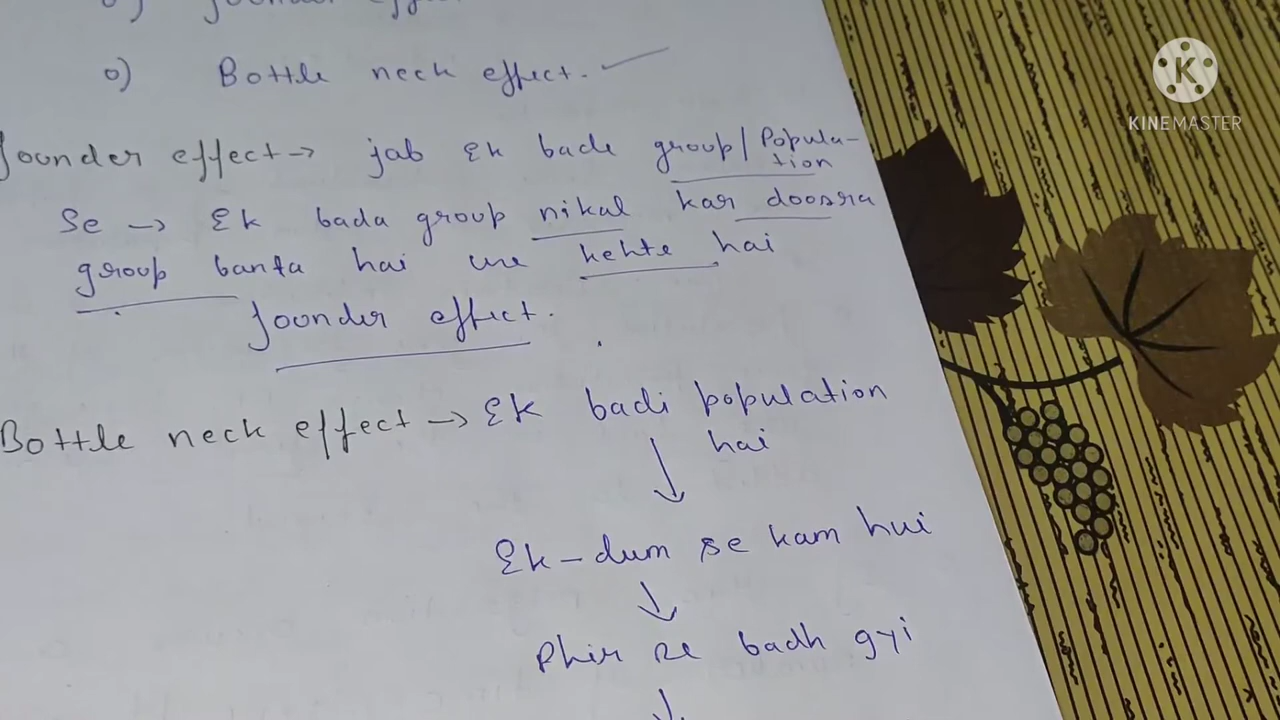 o) Bottle neck effect.
foonder effect → jab Ek bade group/Popula-
tion
Se → Ek bada group nikal kar doosra
group banta hai use kehte hai
foonder effect.
Bottle neck effect → Ek badi population
hai
Ek-dum se kam hui
Phir se badh gyi
KINEMASTER